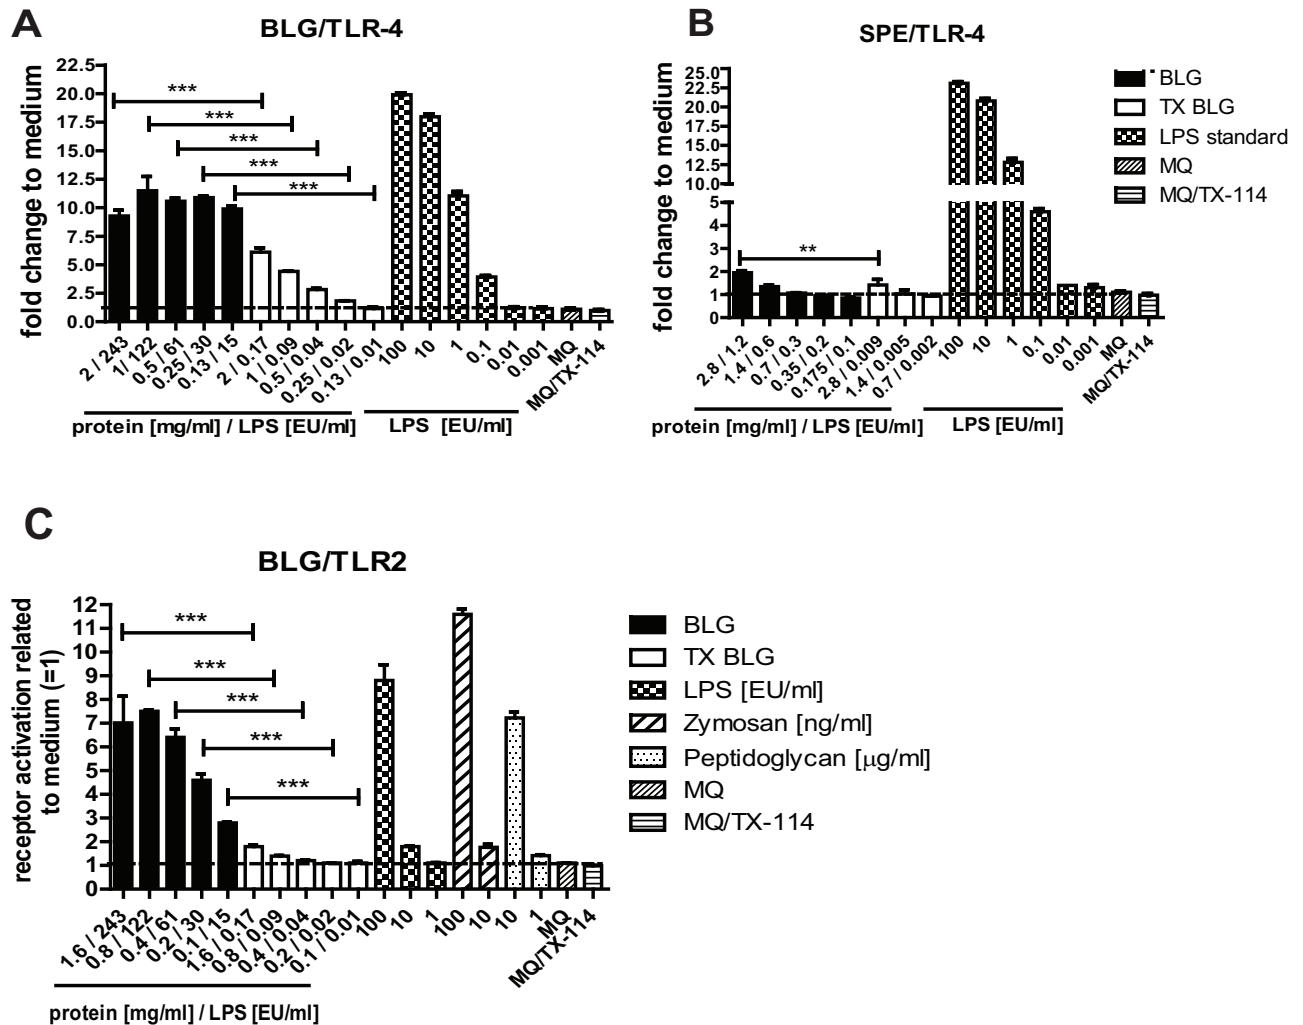 A
BLG/TLR-4
fold change to medium
22.5
20.0
17.5
15.0
12.5
10.0
7.5
5.0
2.5
0.0
***
***
***
***
***
2 / 243
1 / 122
0.5 / 61
0.25 / 30
0.13 / 15
2 / 0.17
1 / 0.09
0.5 / 0.04
0.25 / 0.02
0.13 / 0.01
100
10
1
0.1
0.01
0.001
MQ
MQ/TX-114
protein [mg/ml] / LPS [EU/ml]
LPS [EU/ml]
B
SPE/TLR-4
fold change to medium
25.0
22.5
20.0
17.5
15.0
12.5
10.0
5
4
3
2
1
0
**
2.8 / 1.2
1.4 / 0.6
0.7 / 0.3
0.35 / 0.2
0.175 / 0.1
2.8 / 0.009
1.4 / 0.005
0.7 / 0.002
100
10
1
0.1
0.01
0.001
MQ
MQ/TX-114
protein [mg/ml] / LPS [EU/ml]
LPS [EU/ml]
BLG
TX BLG
LPS standard
MQ
MQ/TX-114
C
BLG/TLR2
receptor activation related
to medium (=1)
12
11
10
9
8
7
6
5
4
3
2
1
0
***
***
***
***
***
1.6 / 243
0.8 / 122
0.4 / 61
0.2 / 30
0.1 / 15
1.6 / 0.17
0.8 / 0.09
0.4 / 0.04
0.2 / 0.02
0.1 / 0.01
100
10
1
100
10
10
1
MQ
MQ/TX-114
protein [mg/ml] / LPS [EU/ml]
BLG
TX BLG
LPS [EU/ml]
Zymosan [ng/ml]
Peptidoglycan [µg/ml]
MQ
MQ/TX-114